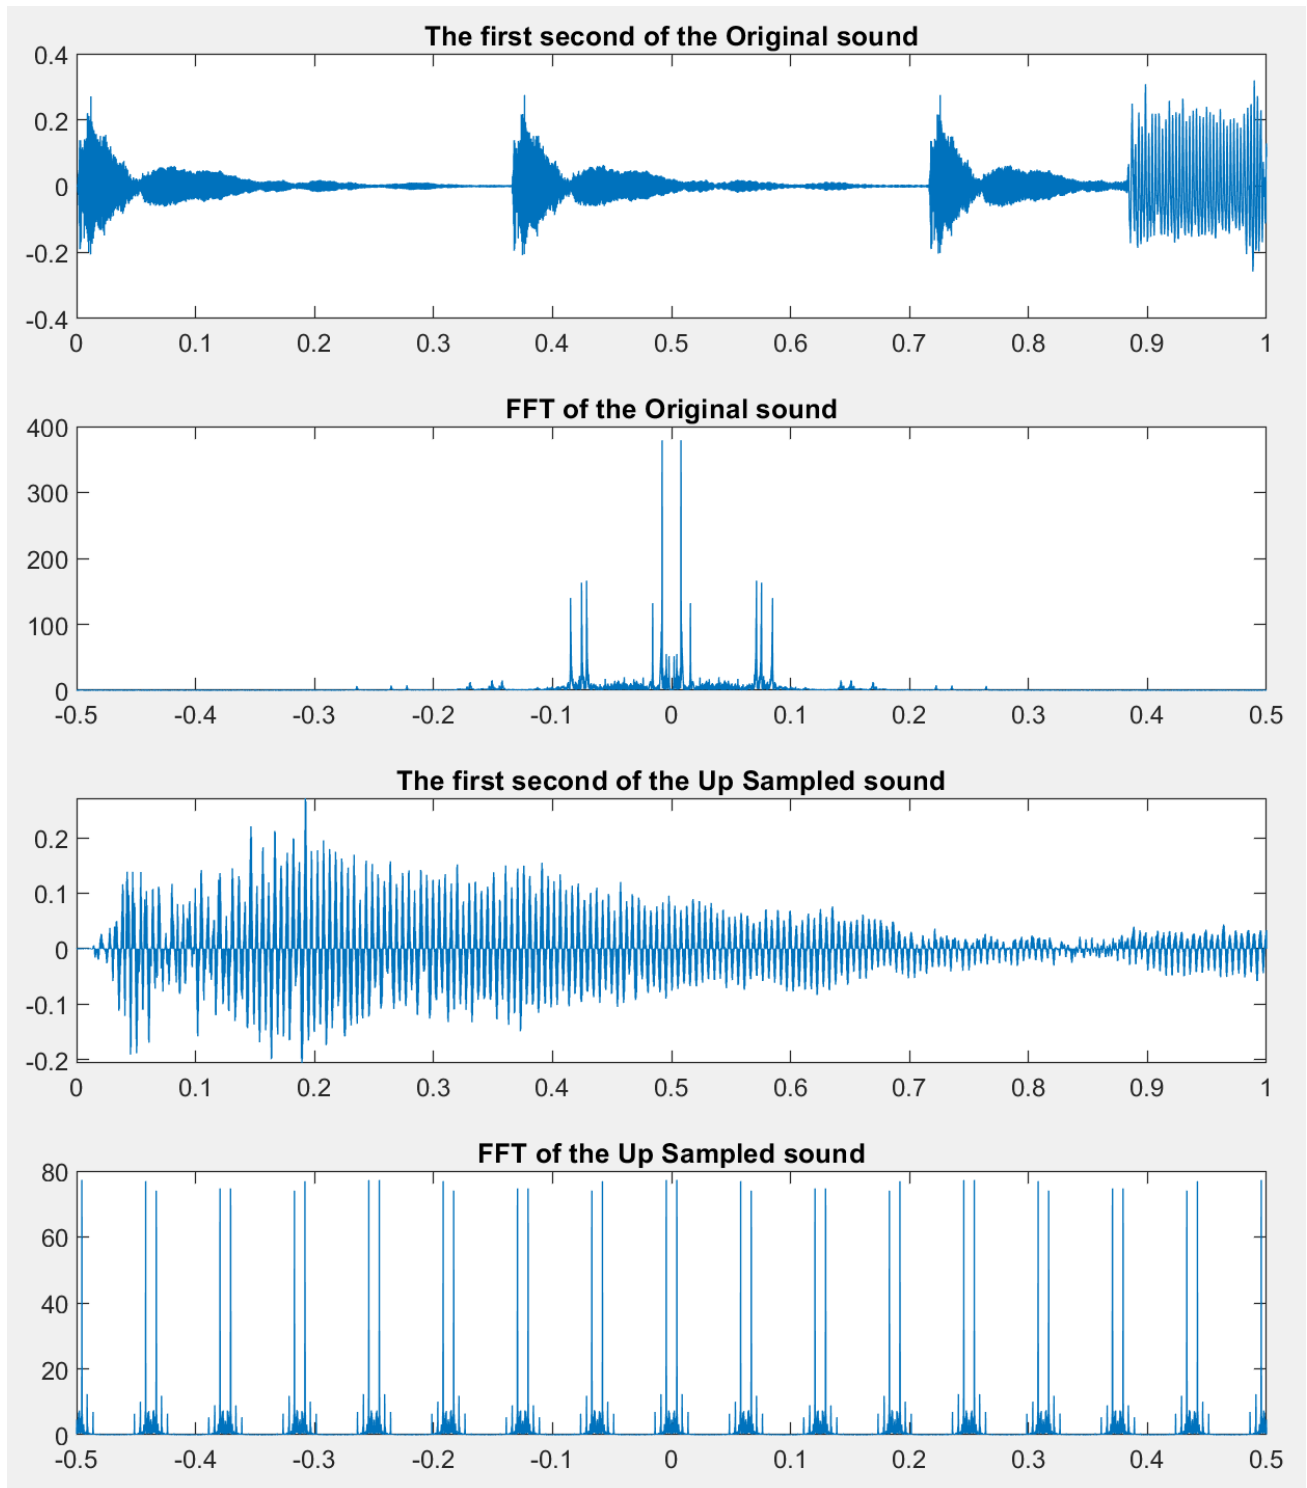 The first second of the Original sound
0.4
0.2
0
-0.2
-0.4
0 0.1 0.2 0.3 0.4 0.5 0.6 0.7 0.8 0.9 1
FFT of the Original sound
400
300
200
100
0
-0.5 -0.4 -0.3 -0.2 -0.1 0 0.1 0.2 0.3 0.4 0.5
The first second of the Up Sampled sound
0.2
0.1
0
-0.1
-0.2
0 0.1 0.2 0.3 0.4 0.5 0.6 0.7 0.8 0.9 1
FFT of the Up Sampled sound
80
60
40
20
0
-0.5 -0.4 -0.3 -0.2 -0.1 0 0.1 0.2 0.3 0.4 0.5